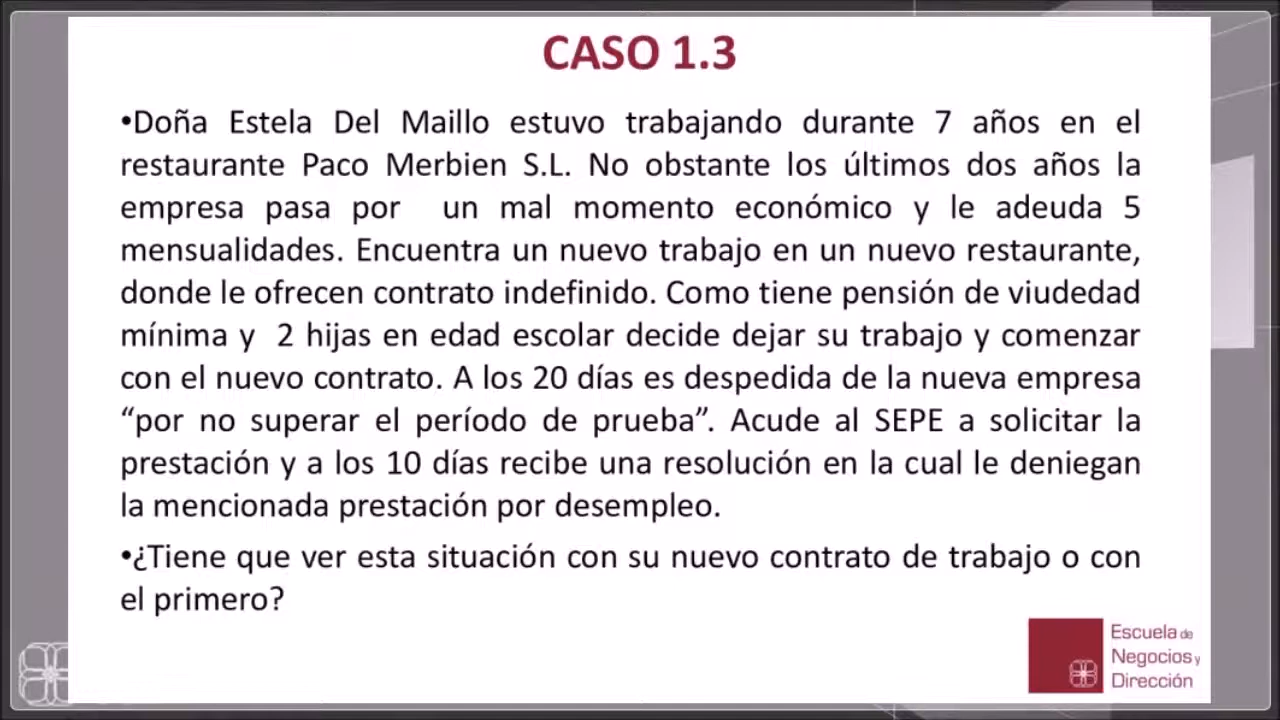 CASO 1.3
•Doña Estela Del Maillo estuvo trabajando durante 7 años en el
restaurante Paco Merbien S.L. No obstante los últimos dos años la
empresa pasa por un mal momento económico y le adeuda 5
mensualidades. Encuentra un nuevo trabajo en un nuevo restaurante,
donde le ofrecen contrato indefinido. Como tiene pensión de viudedad
mínima y 2 hijas en edad escolar decide dejar su trabajo y comenzar
con el nuevo contrato. A los 20 días es despedida de la nueva empresa
“por no superar el período de prueba”. Acude al SEPE a solicitar la
prestación y a los 10 días recibe una resolución en la cual le deniegan
la mencionada prestación por desempleo.
•¿Tiene que ver esta situación con su nuevo contrato de trabajo o con
el primero?
Escuela de
Negocios y
Dirección